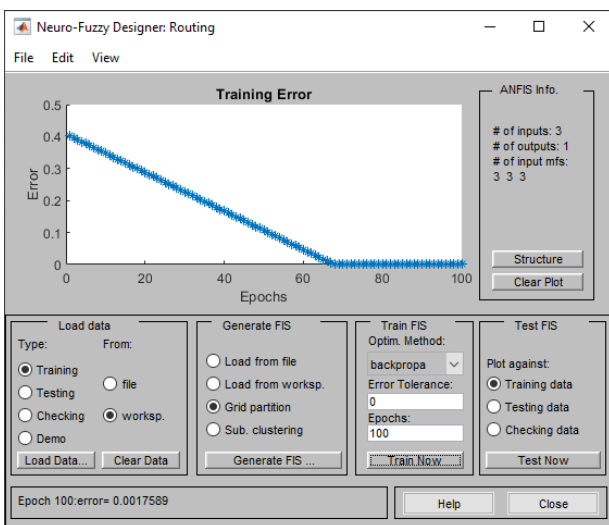 Neuro-Fuzzy Designer: Routing
File Edit View
Training Error
0.5
0.4
0.3
0.2
0.1
0
Error
0 20 40 60 80 100
Epochs
ANFIS Info.
# of inputs: 3
# of outputs: 1
# of input mfs:
3 3 3
Structure
Clear Plot
Load data
Type: From:
Training
Testing
Checking
Demo
file
worksp.
Load Data... Clear Data
Generate FIS
Load from file
Load from worksp.
Grid partition
Sub. clustering
Generate FIS ...
Train FIS
Optim. Method:
backpropa
Error Tolerance:
0
Epochs:
100
Train Now
Test FIS
Plot against:
Training data
Testing data
Checking data
Test Now
Epoch 100:error= 0.0017589
Help Close